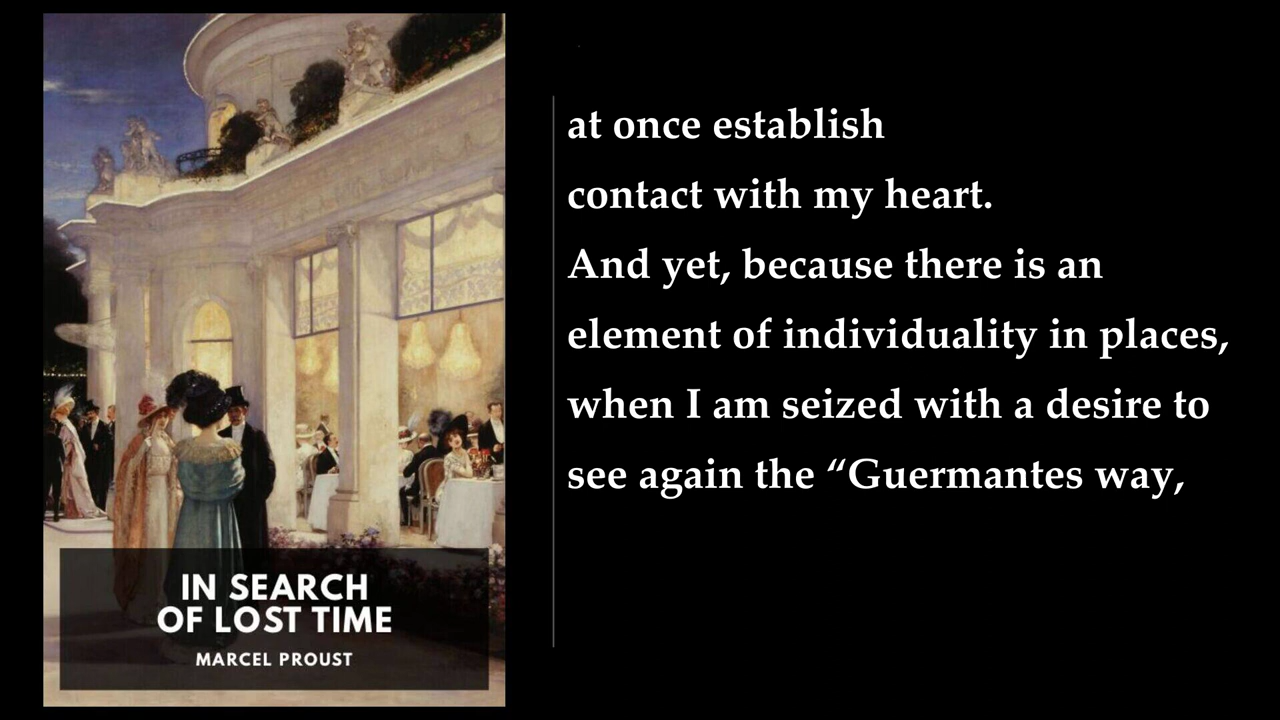 IN SEARCH
OF LOST TIME
MARCEL PROUST
at once establish
contact with my heart.
And yet, because there is an
element of individuality in places,
when I am seized with a desire to
see again the “Guermantes way,